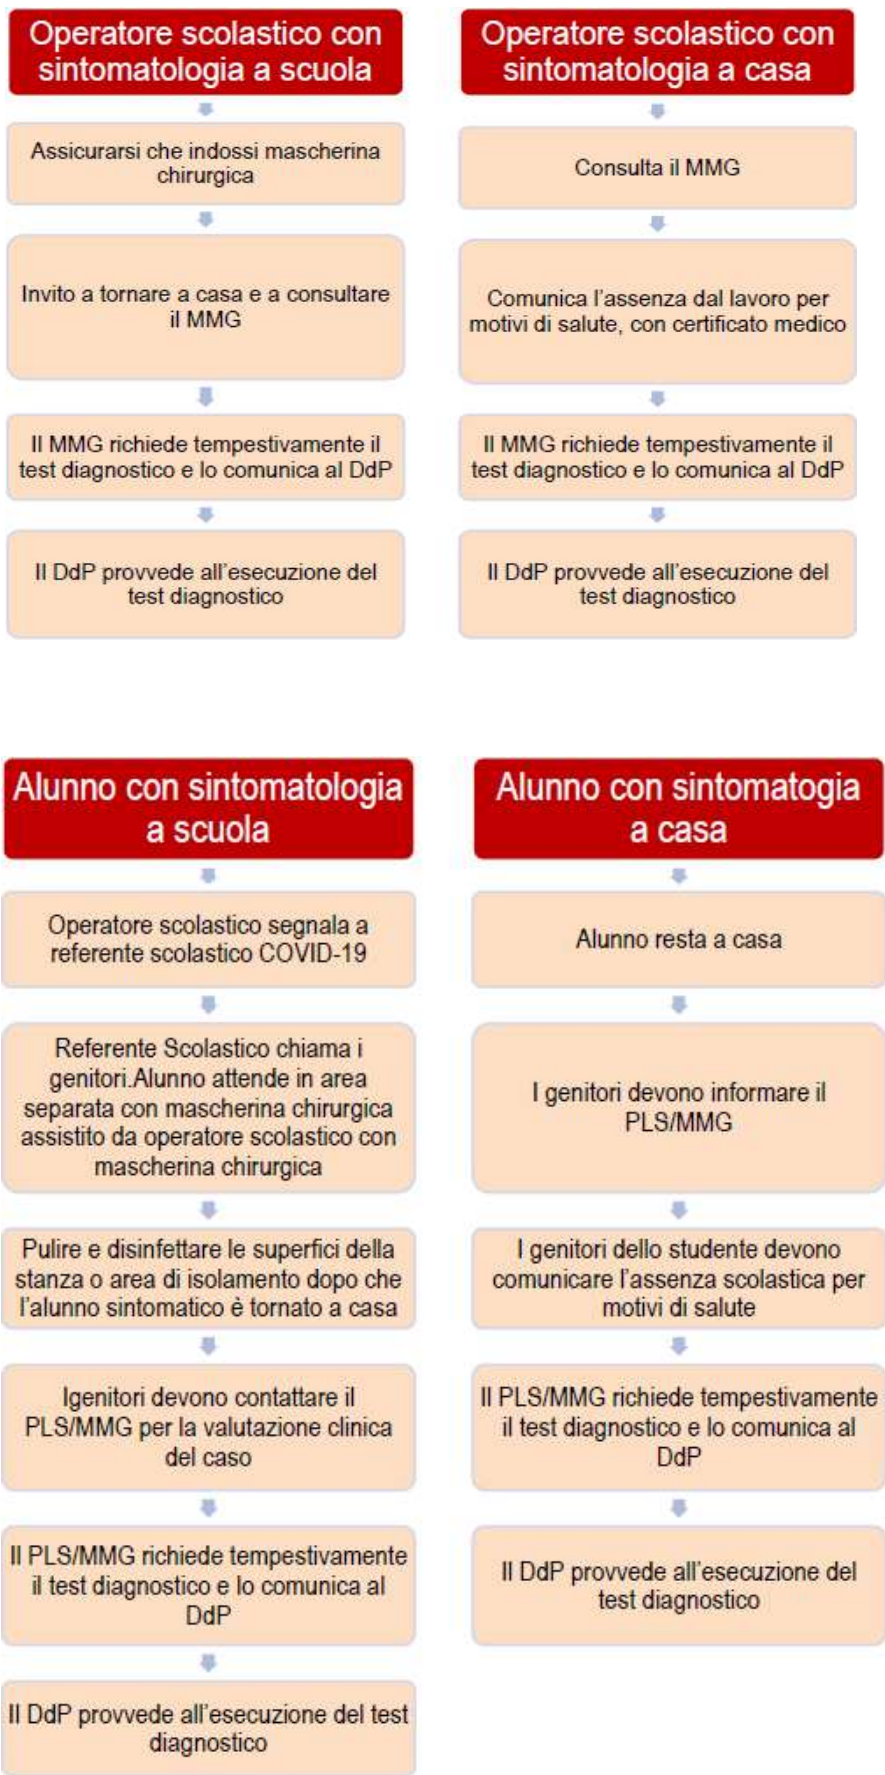 Operatore scolastico con
sintomatologia a scuola
Assicurarsi che indossi mascherina
chirurgica
Invito a tornare a casa e a consultare
il MMG
Il MMG richiede tempestivamente il
test diagnostico e lo comunica al DdP
Il DdP provvede all'esecuzione del
test diagnostico
Operatore scolastico con
sintomatologia a casa
Consulta il MMG
Comunica l'assenza dal lavoro per
motivi di salute, con certificato medico
Il MMG richiede tempestivamente il
test diagnostico e lo comunica al DdP
Il DdP provvede all'esecuzione del
test diagnostico
Alunno con sintomatologia
a scuola
Operatore scolastico segnala a
referente scolastico COVID-19
Referente Scolastico chiama i
genitori.Alunno attende in area
separata con mascherina chirurgica
assistito da operatore scolastico con
mascherina chirurgica
Pulire e disinfettare le superfici della
stanza o area di isolamento dopo che
l'alunno sintomatico è tornato a casa
Igenitori devono contattare il
PLS/MMG per la valutazione clinica
del caso
Il PLS/MMG richiede tempestivamente
il test diagnostico e lo comunica al
DdP
Il DdP provvede all'esecuzione del test
diagnostico
Alunno con sintomatogia
a casa
Alunno resta a casa
I genitori devono informare il
PLS/MMG
I genitori dello studente devono
comunicare l'assenza scolastica per
motivi di salute
Il PLS/MMG richiede tempestivamente
il test diagnostico e lo comunica al
DdP
Il DdP provvede all'esecuzione del
test diagnostico